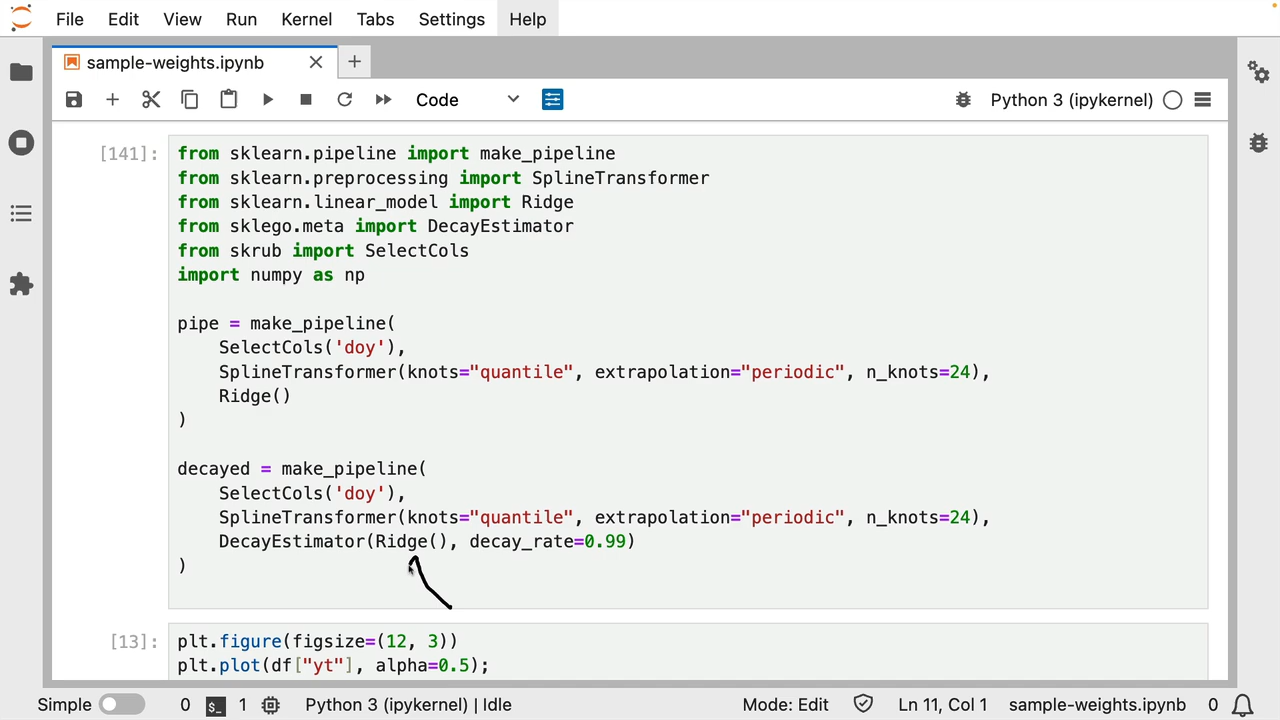 File Edit View Run Kernel Tabs Settings Help
sample-weights.ipynb
Code
Python 3 (ipykernel)
[141]:
from sklearn.pipeline import make_pipeline
from sklearn.preprocessing import SplineTransformer
from sklearn.linear_model import Ridge
from sklego.meta import DecayEstimator
from skrub import SelectCols
import numpy as np
pipe = make_pipeline(
SelectCols('doy'),
SplineTransformer(knots="quantile", extrapolation="periodic", n_knots=24),
Ridge()
)
decayed = make_pipeline(
SelectCols('doy'),
SplineTransformer(knots="quantile", extrapolation="periodic", n_knots=24),
DecayEstimator(Ridge(), decay_rate=0.99)
)
[13]:
plt.figure(figsize=(12, 3))
plt.plot(df["yt"], alpha=0.5);
Simple 0 $_ 1 Python 3 (ipykernel) | Idle Mode: Edit Ln 11, Col 1 sample-weights.ipynb 0